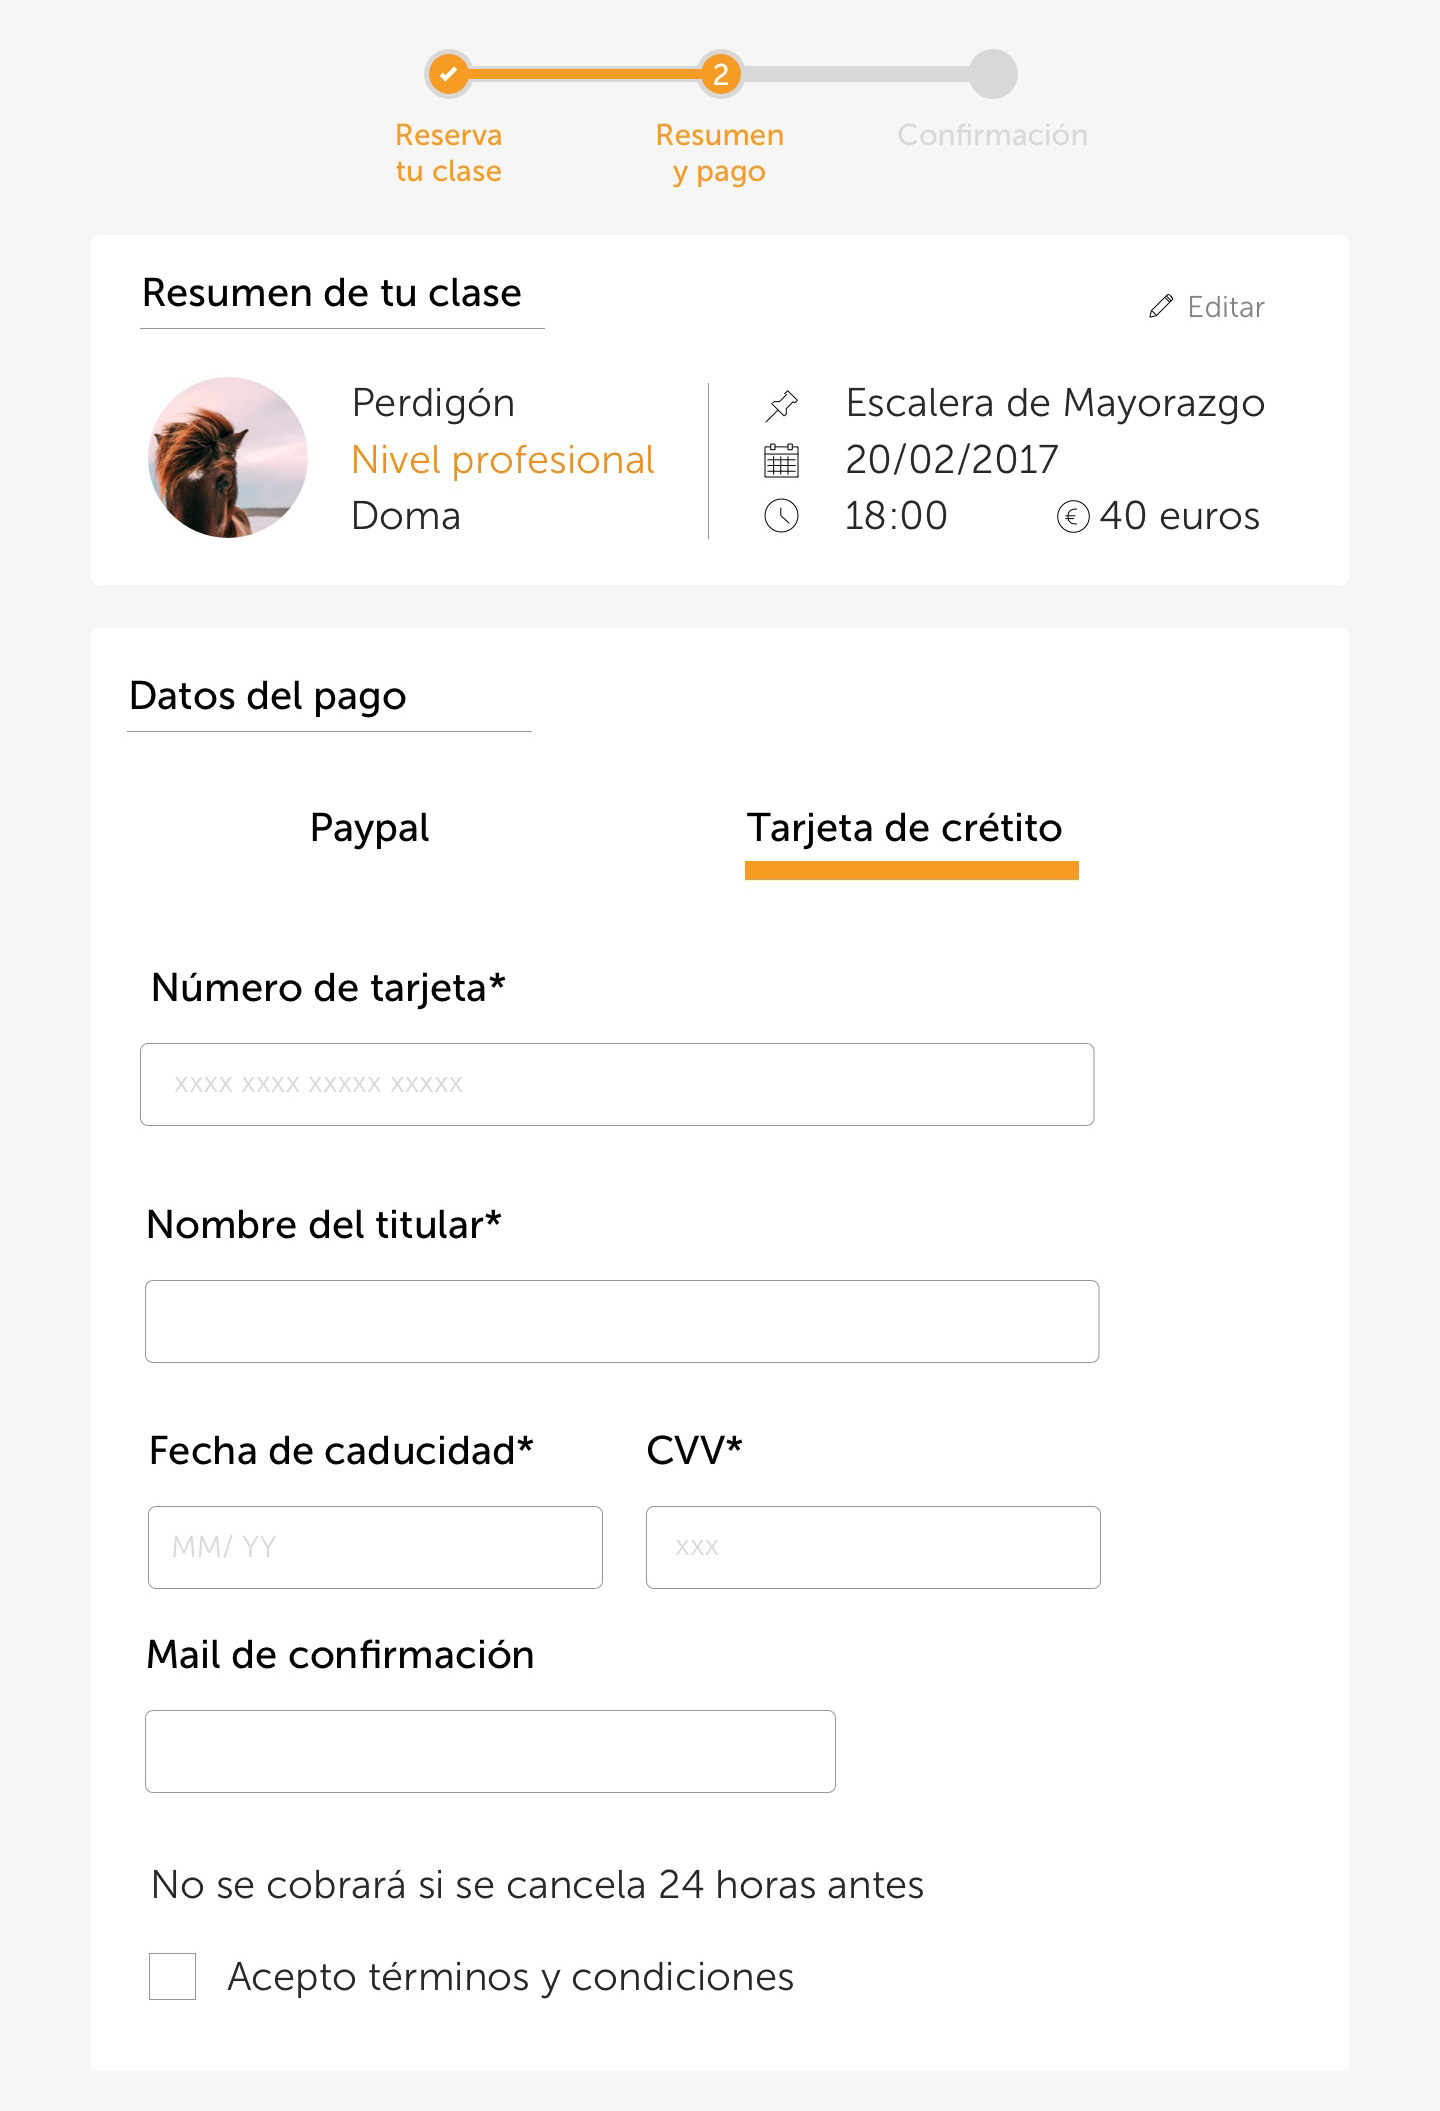 2
Reserva
tu clase
Resumen
y pago
Confirmación
Resumen de tu clase
Editar
Perdigón
Nivel profesional
Doma
Escalera de Mayorazgo
20/02/2017
18:00
€ 40 euros
Datos del pago
Paypal
Tarjeta de crétito
Número de tarjeta*
xxxx xxxx xxxxx xxxxx
Nombre del titular*
Fecha de caducidad*
CVV*
MM/ YY
xxx
Mail de confirmación
No se cobrará si se cancela 24 horas antes
Acepto términos y condiciones